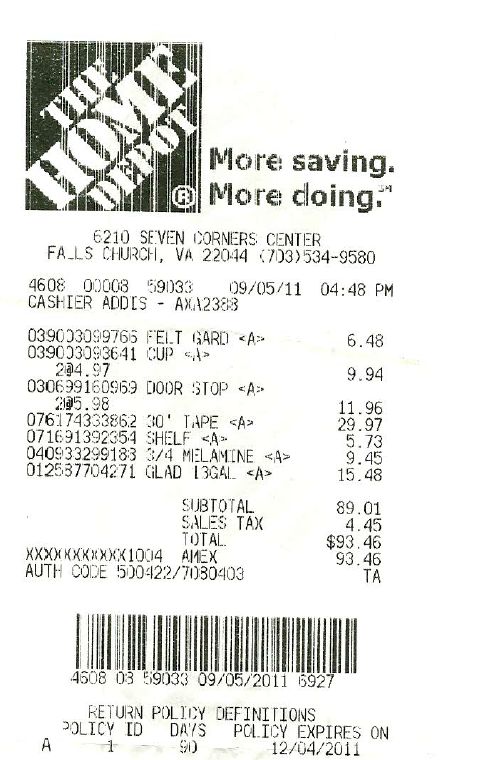 THE
HOME
DEPOT
®
More saving.
More doing.℠
6210 SEVEN CORNERS CENTER
FALLS CHURCH, VA 22044 (703)534-9580
4608 00008 59033 09/05/11 04:48 PM
CASHIER ADDIS - AXA2388
039003099766 FELT GARD <A> 6.48
039003093641 CUP <A>
2@4.97 9.94
030699160969 DOOR STOP <A>
2@5.98 11.96
076174333862 30' TAPE <A> 29.97
071691392354 SHELF <A> 5.73
040933299183 3/4 MELAMINE <A> 9.45
012587704271 GLAD 13GAL <A> 15.48
SUBTOTAL 89.01
SALES TAX 4.45
TOTAL $93.46
XXXXXXXXXXX1004 AMEX 93.46
AUTH CODE 500422/7080403 TA
4608 08 59033 09/05/2011 6927
RETURN POLICY DEFINITIONS
POLICY ID DAYS POLICY EXPIRES ON
A 1 90 12/04/2011